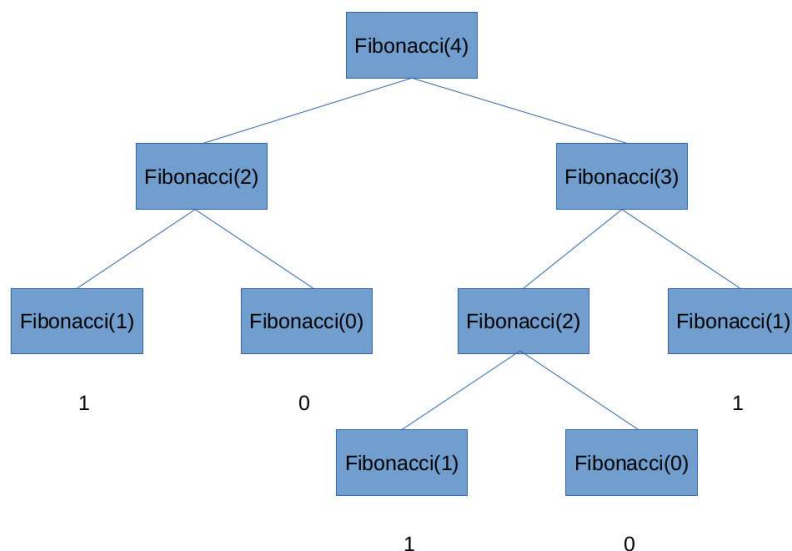 Fibonacci(4)
Fibonacci(2)
Fibonacci(3)
Fibonacci(1)
Fibonacci(0)
Fibonacci(2)
Fibonacci(1)
1
0
1
Fibonacci(1)
Fibonacci(0)
1
0